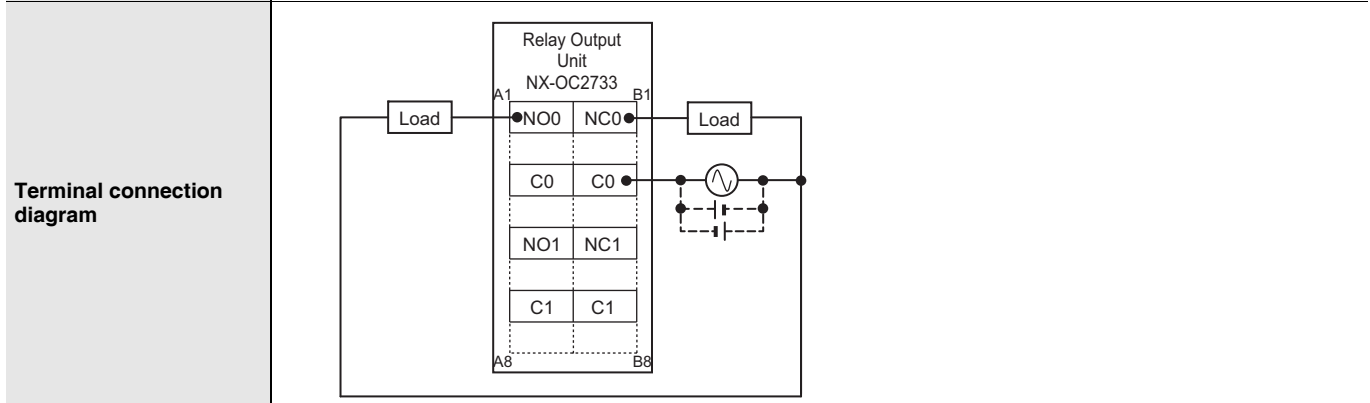 Terminal connection
diagram
Relay Output
Unit
NX-OC2733
A1 B1
Load NO0 NC0 Load
C0 C0
NO1 NC1
C1 C1
A8 B8